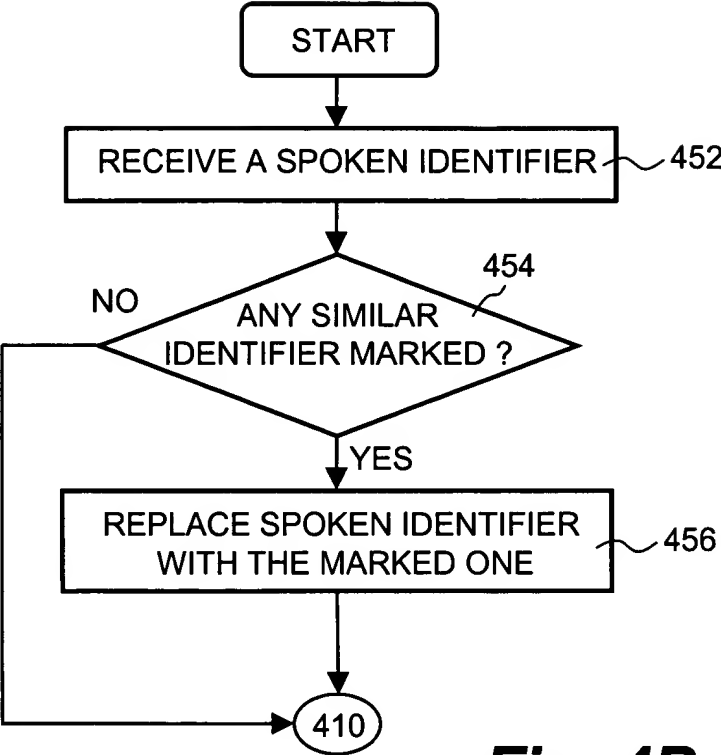 START
RECEIVE A SPOKEN IDENTIFIER
452
454
NO
ANY SIMILAR
IDENTIFIER MARKED ?
YES
REPLACE SPOKEN IDENTIFIER
WITH THE MARKED ONE
456
410